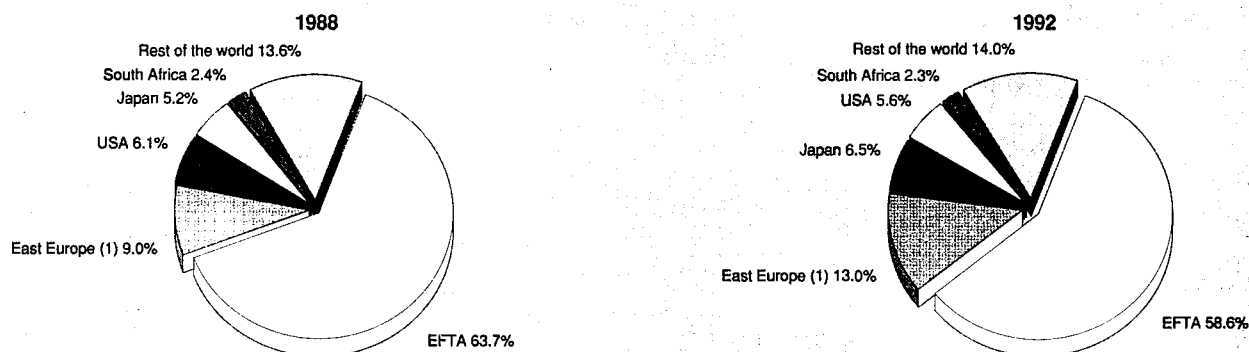 1988
Rest of the world 13.6%
South Africa 2.4%
Japan 5.2%
USA 6.1%
East Europe (1) 9.0%
EFTA 63.7%
1992
Rest of the world 14.0%
South Africa 2.3%
USA 5.6%
Japan 6.5%
East Europe (1) 13.0%
EFTA 58.6%